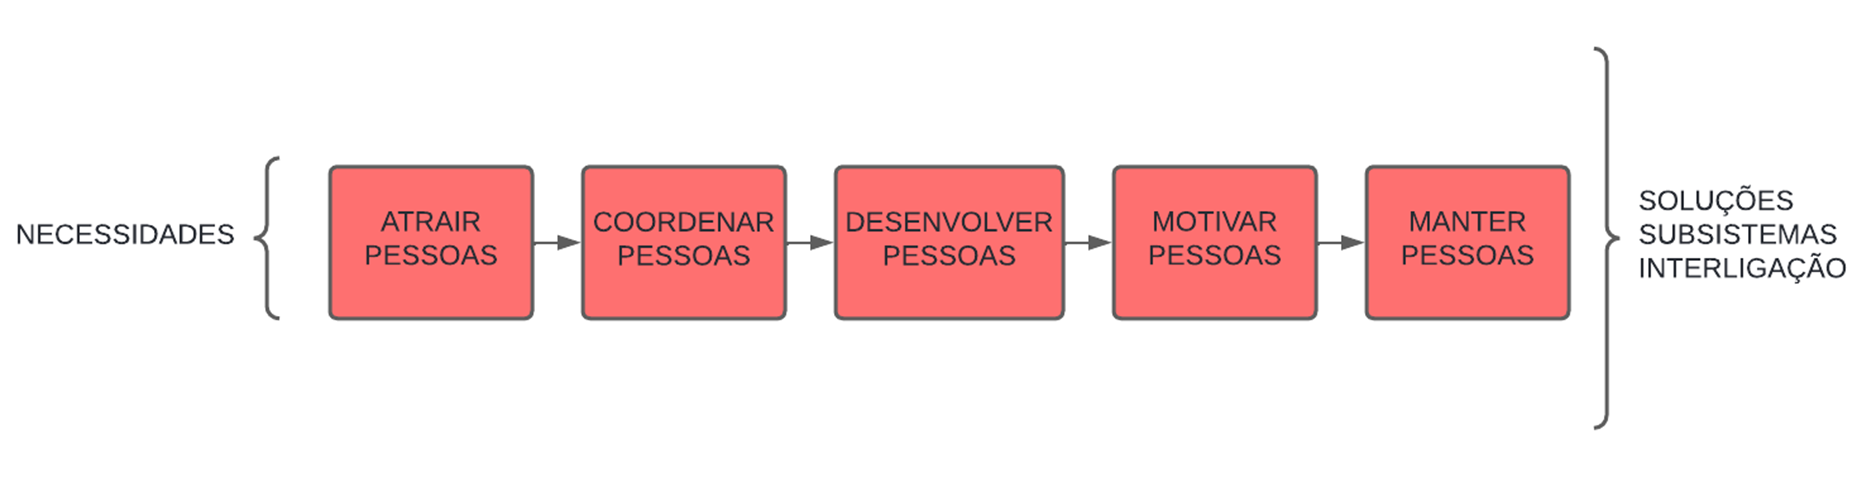 NECESSIDADES
ATRAIR
PESSOAS
COORDENAR
PESSOAS
DESENVOLVER
PESSOAS
MOTIVAR
PESSOAS
MANTER
PESSOAS
SOLUÇÕES
SUBSISTEMAS
INTERLIGAÇÃO